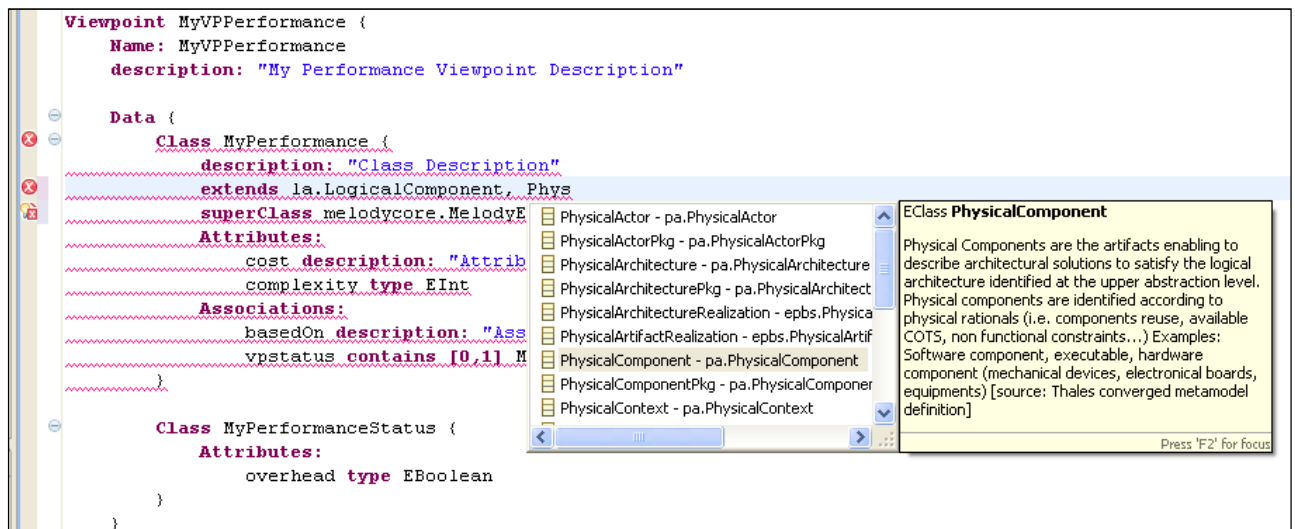 Viewpoint MyVPPerformance {
Name: MyVPPerformance
description: "My Performance Viewpoint Description"
Data {
Class MyPerformance {
description: "Class Description"
extends la.LogicalComponent, Phys
superClass melodycore.MelodyE
Attributes:
cost description: "Attrib
complexity type EInt
Associations:
basedOn description: "Ass
vpstatus contains [0,1] M
}
Class MyPerformanceStatus {
Attributes:
overhead type EBoolean
}
}
PhysicalActor - pa.PhysicalActor
PhysicalActorPkg - pa.PhysicalActorPkg
PhysicalArchitecture - pa.PhysicalArchitecture
PhysicalArchitecturePkg - pa.PhysicalArchitect
PhysicalArchitectureRealization - epbs.Physica
PhysicalArtifactRealization - epbs.PhysicalArtif
PhysicalComponent - pa.PhysicalComponent
PhysicalComponentPkg - pa.PhysicalComponer
PhysicalContext - pa.PhysicalContext
EClass PhysicalComponent
Physical Components are the artifacts enabling to
describe architectural solutions to satisfy the logical
architecture identified at the upper abstraction level.
Physical components are identified according to
physical rationals (i.e. components reuse, available
COTS, non functional constraints...) Examples:
Software component, executable, hardware
component (mechanical devices, electronical boards,
equipments) [source: Thales converged metamodel
definition]
Press 'F2' for focus